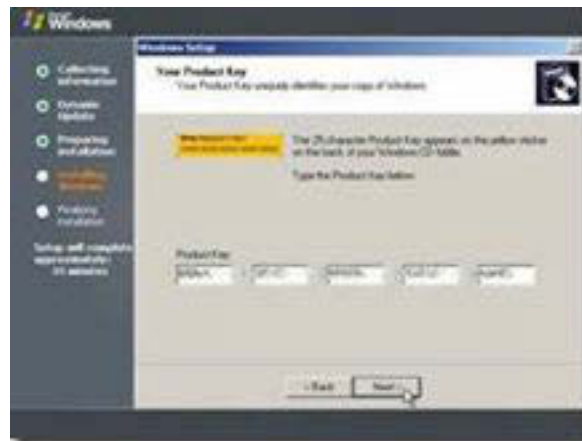 Windows
Collecting
information
Dynamic
Update
Preparing
installation
Installing
Windows
Finalizing
installation
Setup will complete
approximately:
minutes
Windows Setup
Your Product Key
Your Product Key uniquely identifies your copy of Windows.
The 25-character Product Key appears on the yellow sticker
on the back of your Windows CD folder.
Type the Product Key below:
Product Key:
< Back
Next >